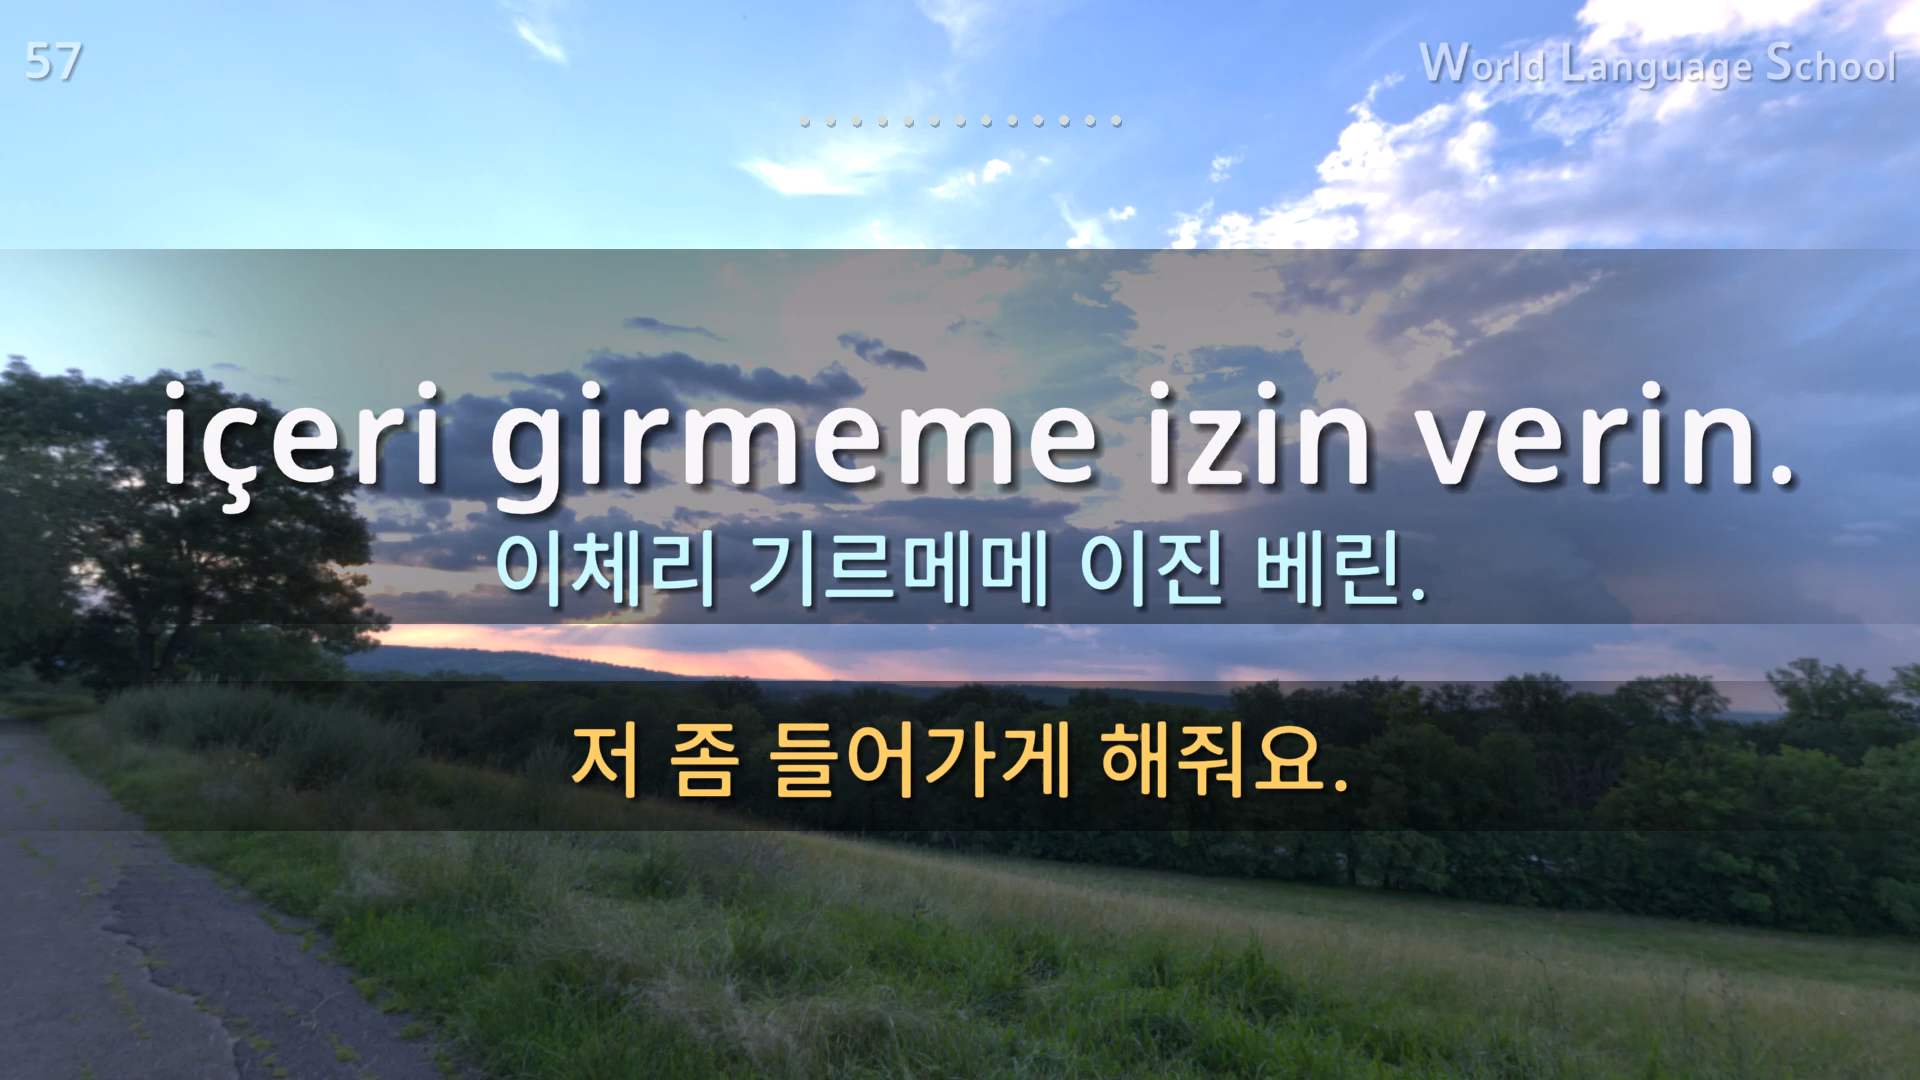 57
World Language School
içeri girmeme izin verin.
이체리 기르메메 이진 베린.
저 좀 들어가게 해줘요.